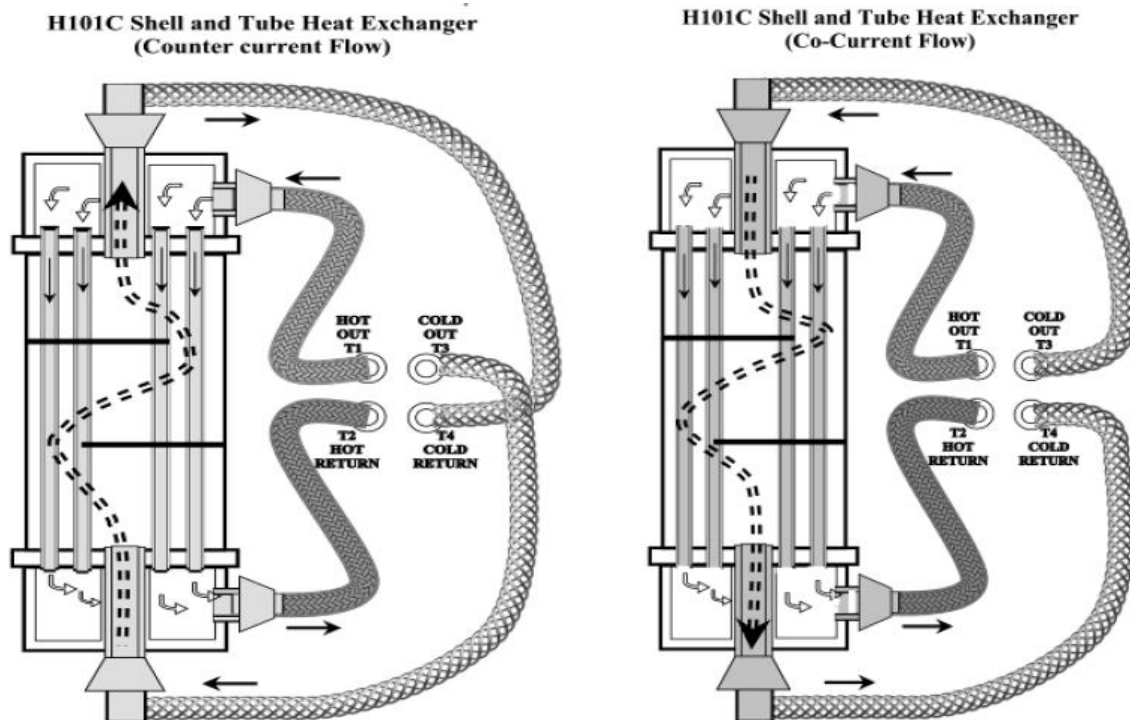 H101C Shell and Tube Heat Exchanger
(Counter current Flow)
HOT
OUT
T1
COLD
OUT
T3
T2
HOT
RETURN
T4
COLD
RETURN
H101C Shell and Tube Heat Exchanger
(Co-Current Flow)
HOT
OUT
T1
COLD
OUT
T3
T2
HOT
RETURN
T4
COLD
RETURN